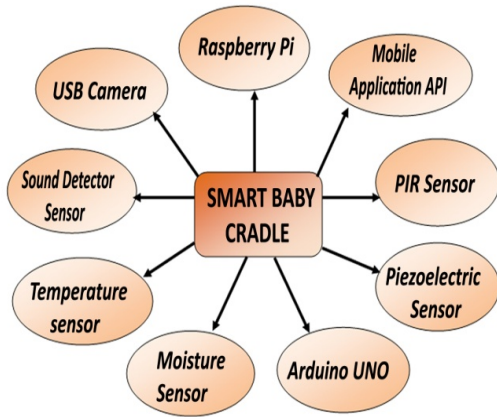 Raspberry Pi
Mobile
Application API
USB Camera
Sound Detector
Sensor
SMART BABY
CRADLE
PIR Sensor
Temperature
sensor
Piezoelectric
Sensor
Moisture
Sensor
Arduino UNO